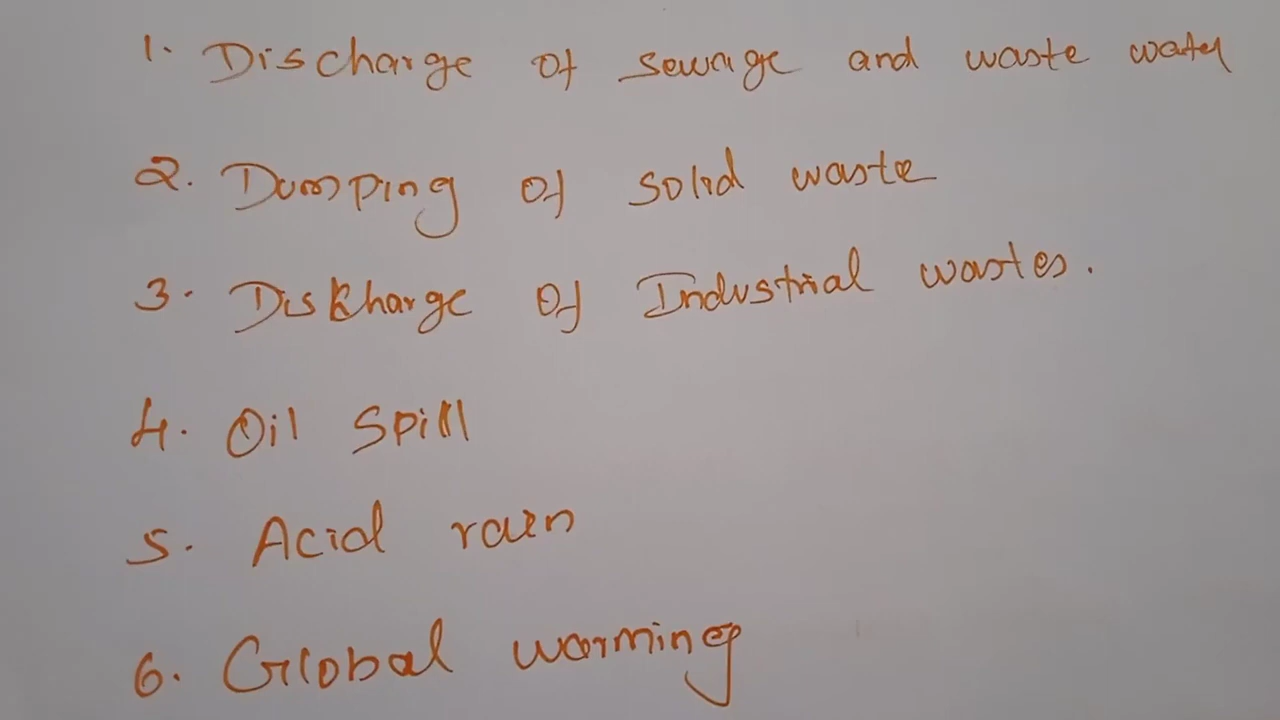 1. Discharge of sewage and waste water
2. Dumping of solid waste
3. Discharge of Industrial wastes.
4. Oil spill
5. Acid rain
6. Global warming